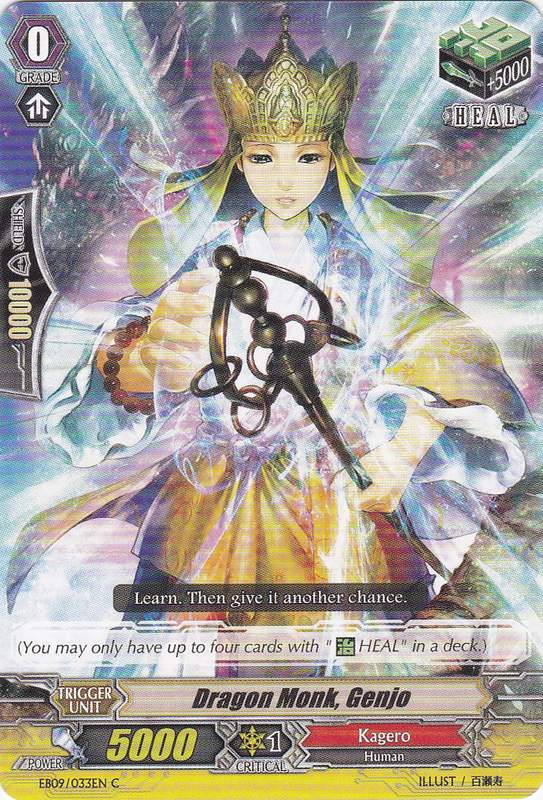 0
GRADE
治
+5000
HEAL
SHIELD
10000
Learn. Then give it another chance.
(You may only have up to four cards with "治 HEAL" in a deck.)
TRIGGER
UNIT
Dragon Monk, Genjo
POWER
5000
1
CRITICAL
Kagero
Human
EB09/033EN C
ILLUST / 百瀬寿